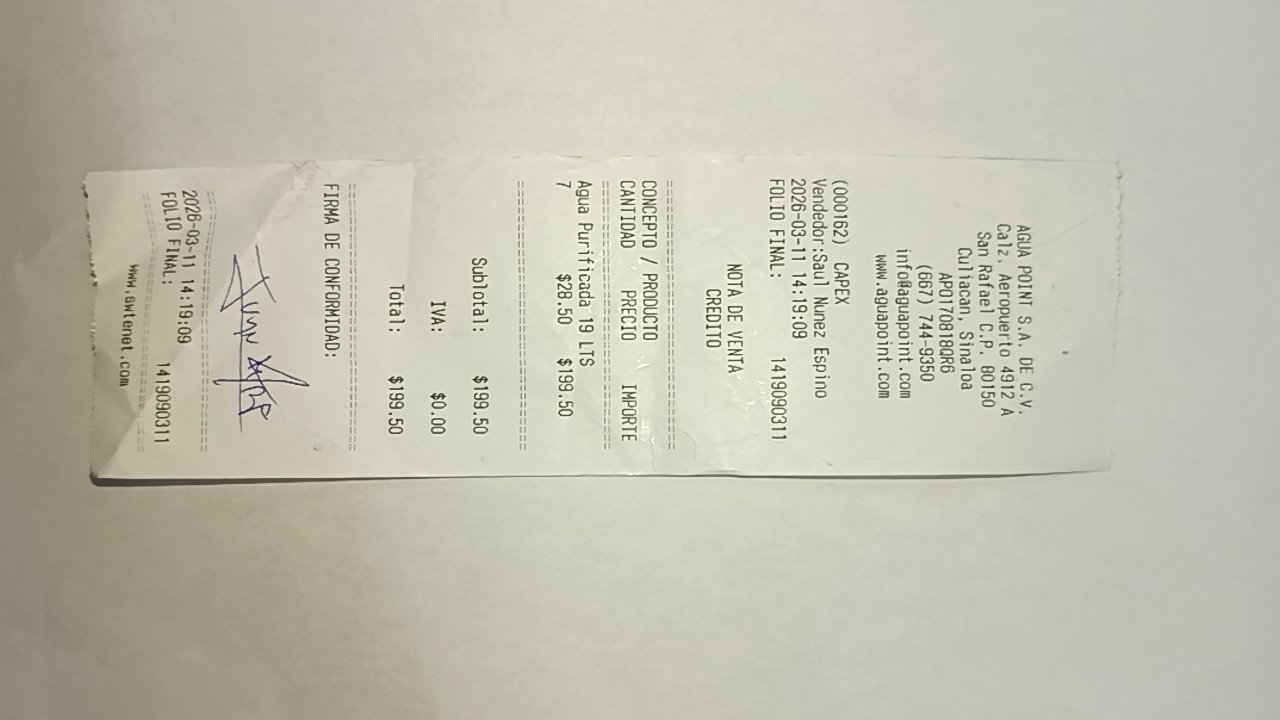 AGUA POINT S.A. DE C.V.
Calz. Aeropuerto 4912 A
San Rafael C.P. 80150
Culiacan, Sinaloa
APO170818QR6
(667) 744-9350
info@aguapoint.com
www.aguapoint.com
(000162) CAPEX
Vendedor:Saul Nunez Espino
2026-03-11 14:19:09
FOLIO FINAL: 1419090311
NOTA DE VENTA
CREDITO
==============================
CONCEPTO / PRODUCTO
CANTIDAD PRECIO IMPORTE
==============================
Agua Purificada 19 LTS
7 $28.50 $199.50
==============================
Subtotal: $199.50
IVA: $0.00
Total: $199.50
==============================
FIRMA DE CONFORMIDAD:
==============================
2026-03-11 14:19:09
FOLIO FINAL: 1419090311
==============================
www.swtenet.com